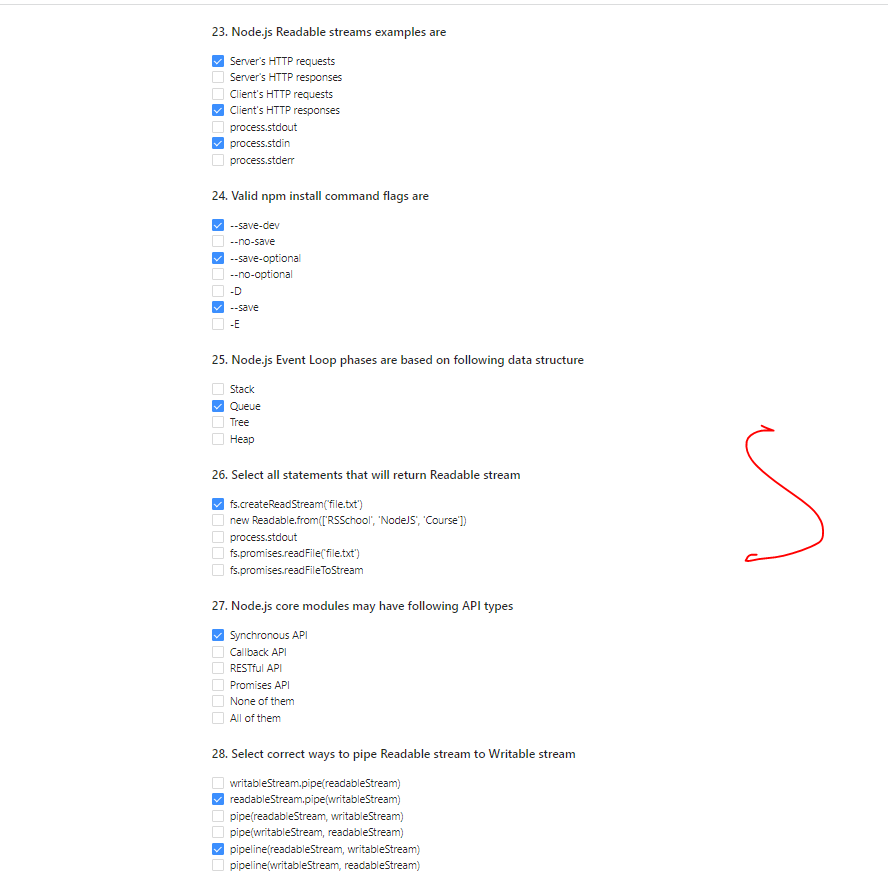 23. Node.js Readable streams examples are
Server's HTTP requests
Server's HTTP responses
Client's HTTP requests
Client's HTTP responses
process.stdout
process.stdin
process.stderr
24. Valid npm install command flags are
--save-dev
--no-save
--save-optional
--no-optional
-D
--save
-E
25. Node.js Event Loop phases are based on following data structure
Stack
Queue
Tree
Heap
26. Select all statements that will return Readable stream
fs.createReadStream('file.txt')
new Readable.from(['RSSchool', 'NodeJS', 'Course'])
process.stdout
fs.promises.readFile('file.txt')
fs.promises.readFileToStream
27. Node.js core modules may have following API types
Synchronous API
Callback API
RESTful API
Promises API
None of them
All of them
28. Select correct ways to pipe Readable stream to Writable stream
writableStream.pipe(readableStream)
readableStream.pipe(writableStream)
pipe(readableStream, writableStream)
pipe(writableStream, readableStream)
pipeline(readableStream, writableStream)
pipeline(writableStream, readableStream)